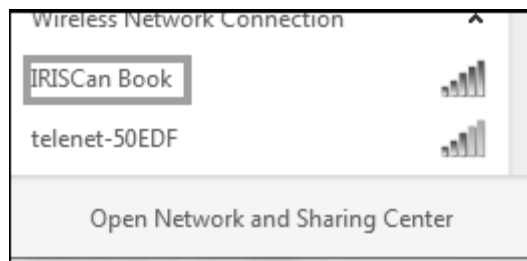 Wireless Network Connection
IRISCan Book
telenet-50EDF
Open Network and Sharing Center